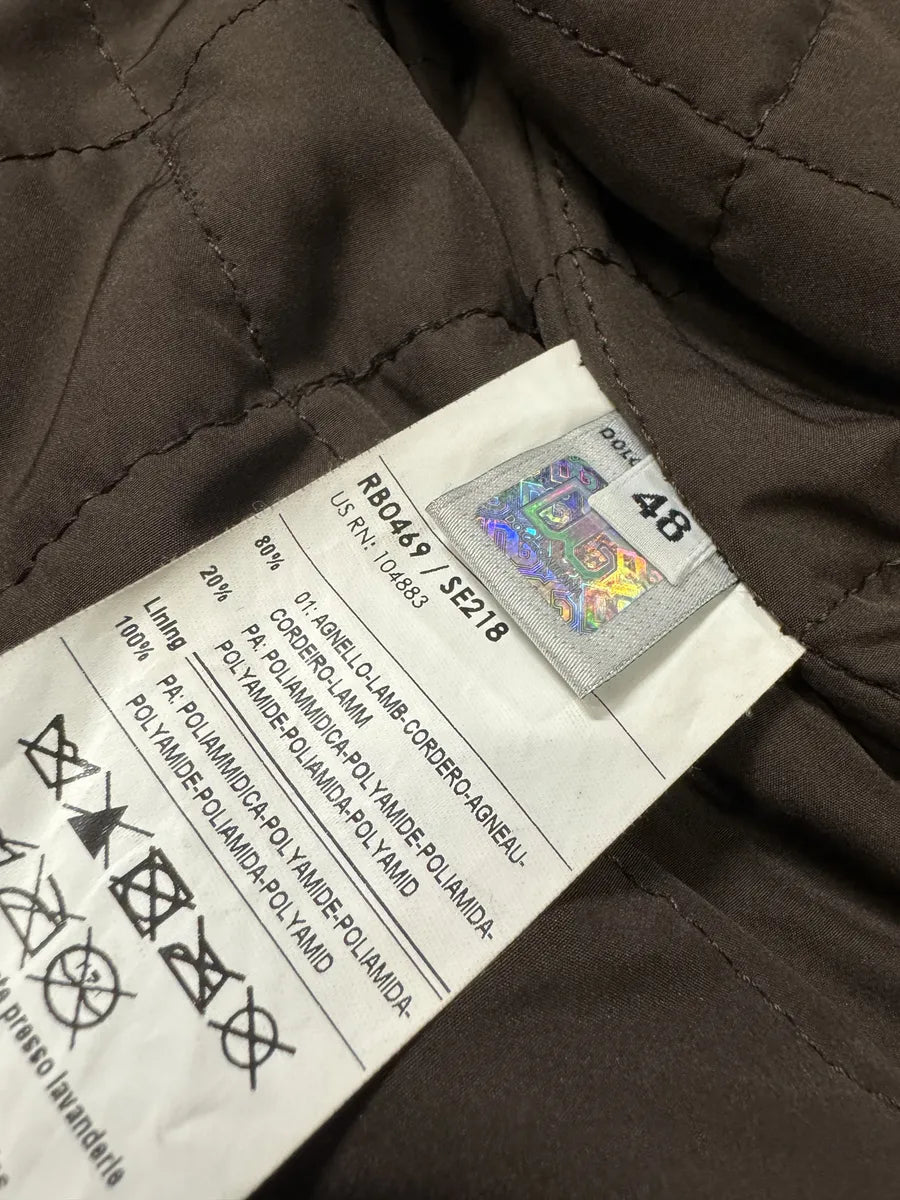 48
RB0469 / SE218
US RN: 104883
80%
01: AGNELLO-LAMB-CORDERO-AGNEAU-
CORDEIRO-LAMM
20%
PA: POLIAMMIDICA-POLYAMIDE-POLIAMIDA-
POLYAMIDE-POLIAMIDA-POLYAMID
Lining
100%
PA: POLIAMMIDICA-POLYAMIDE-POLIAMIDA-
POLYAMIDE-POLIAMIDA-POLYAMID
presso lavanderie